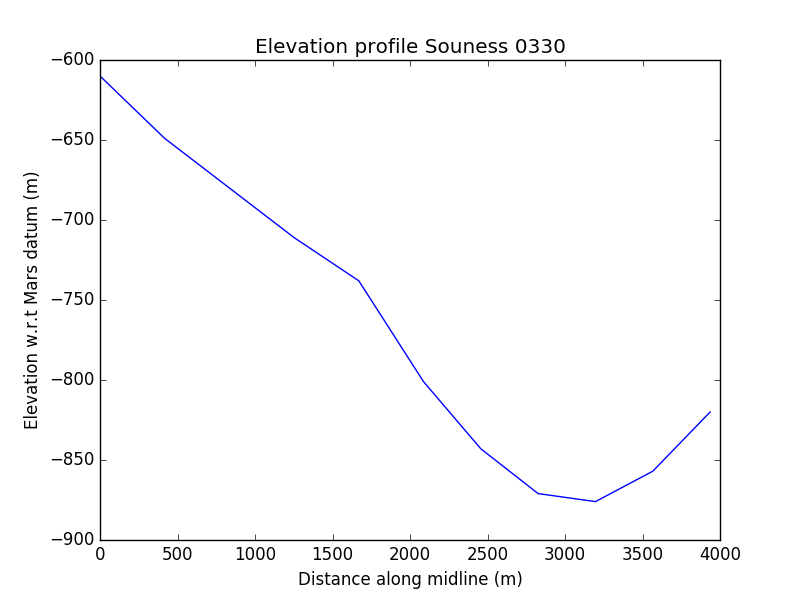 Elevation profile Souness 0330
−600
−650
−700
−750
−800
−850
−900
0 500 1000 1500 2000 2500 3000 3500 4000
Distance along midline (m)
Elevation w.r.t Mars datum (m)